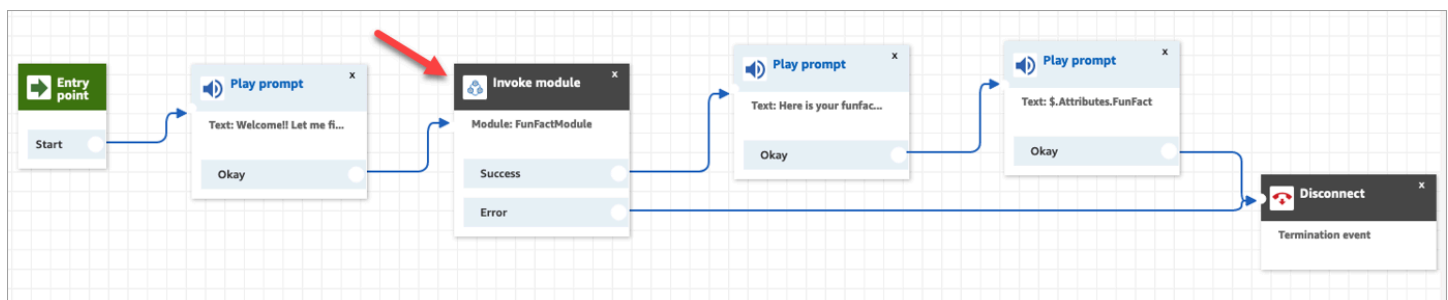 Entry
point
Start
Play prompt
x
Text: Welcome!! Let me fi...
Okay
Invoke module
x
Module: FunFactModule
Success
Error
Play prompt
x
Text: Here is your funfac...
Okay
Play prompt
x
Text: $.Attributes.FunFact
Okay
Disconnect
x
Termination event